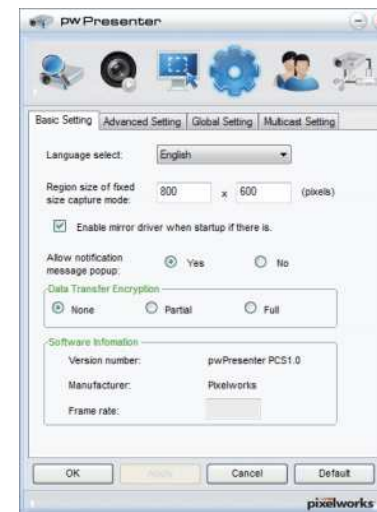 pwPresenter
Basic Setting Advanced Setting Global Setting Multicast Setting
Language select: English
Region size of fixed size capture mode: 800 x 600 (pixels)
Enable mirror driver when startup if there is.
Allow notification message popup: Yes No
Data Transfer Encryption
None Partial Full
Software Infomation
Version number: pwPresenter PCS1.0
Manufacturer: Pixelworks
Frame rate:
OK Apply Cancel Default
pixelworks